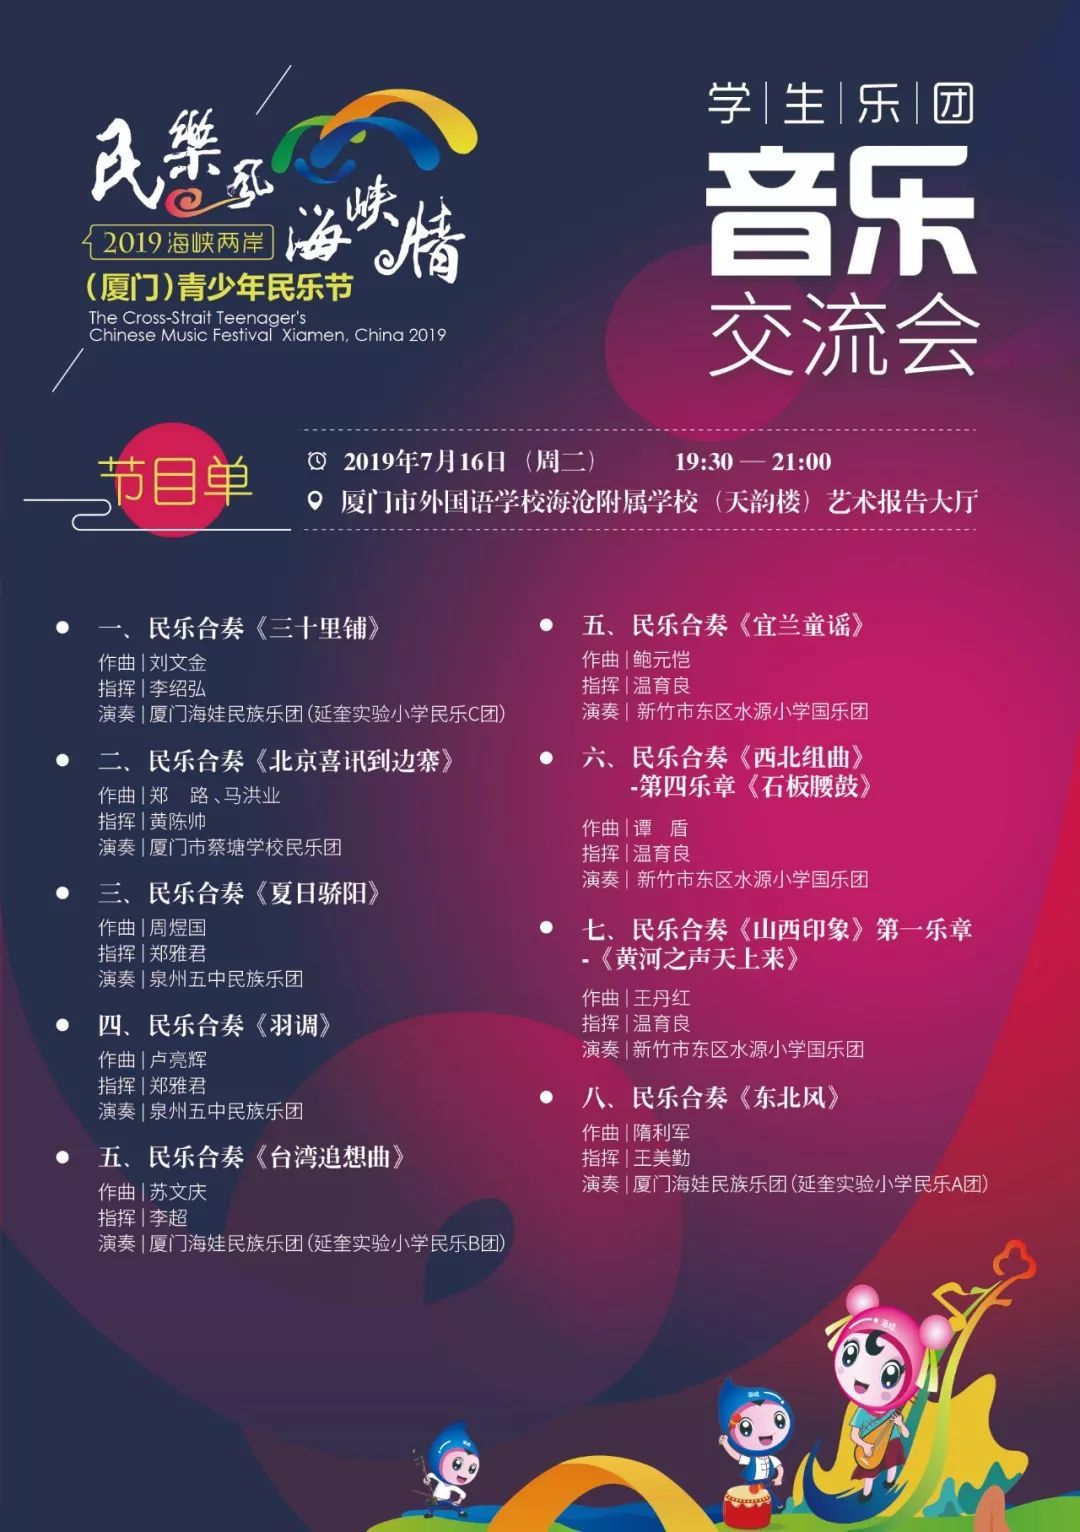 民樂風
海峡情
2019海峡两岸
（厦门）青少年民乐节
The Cross-Strait Teenager's
Chinese Music Festival Xiamen, China 2019
学|生|乐|团
音乐
交流会
节目单
2019年7月16日（周二） 19:30 — 21:00
厦门市外国语学校海沧附属学校（天韵楼）艺术报告大厅
一、民乐合奏《三十里铺》
作曲|刘文金
指挥|李绍弘
演奏|厦门海娃民族乐团（延奎实验小学民乐C团）
二、民乐合奏《北京喜讯到边寨》
作曲|郑 路、马洪业
指挥|黄陈帅
演奏|厦门市蔡塘学校民乐团
三、民乐合奏《夏日骄阳》
作曲|周煜国
指挥|郑雅君
演奏|泉州五中民族乐团
四、民乐合奏《羽调》
作曲|卢亮辉
指挥|郑雅君
演奏|泉州五中民族乐团
五、民乐合奏《台湾追想曲》
作曲|苏文庆
指挥|李超
演奏|厦门海娃民族乐团（延奎实验小学民乐B团）
五、民乐合奏《宜兰童谣》
作曲|鲍元恺
指挥|温育良
演奏| 新竹市东区水源小学国乐团
六、民乐合奏《西北组曲》
-第四乐章《石板腰鼓》
作曲|谭 盾
指挥|温育良
演奏| 新竹市东区水源小学国乐团
七、民乐合奏《山西印象》第一乐章
-《黄河之声天上来》
作曲|王丹红
指挥|温育良
演奏|新竹市东区水源小学国乐团
八、民乐合奏《东北风》
作曲|隋利军
指挥|王美勤
演奏|厦门海娃民族乐团（延奎实验小学民乐A团）
海娃
海娃
海娃